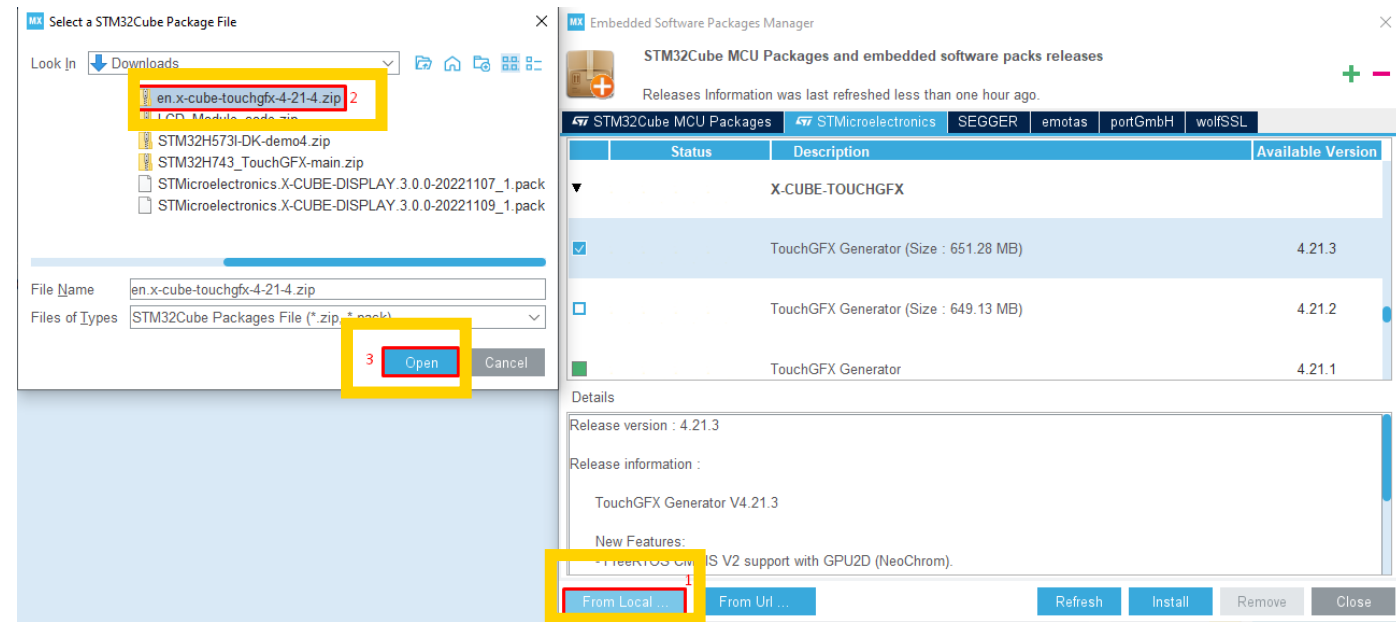 MX Select a STM32Cube Package File
Look In Downloads
en.x-cube-touchgfx-4-21-4.zip 2
LCD_Module_code.zip
STM32H573I-DK-demo4.zip
STM32H743_TouchGFX-main.zip
STMicroelectronics.X-CUBE-DISPLAY.3.0.0-20221107_1.pack
STMicroelectronics.X-CUBE-DISPLAY.3.0.0-20221109_1.pack
File Name en.x-cube-touchgfx-4-21-4.zip
Files of Types STM32Cube Packages File (*.zip, *.pack)
3 Open Cancel
MX Embedded Software Packages Manager
STM32Cube MCU Packages and embedded software packs releases
Releases Information was last refreshed less than one hour ago.
STM32Cube MCU Packages STMicroelectronics SEGGER emotas portGmbH wolfSSL
Status Description Available Version
X-CUBE-TOUCHGFX
TouchGFX Generator (Size : 651.28 MB) 4.21.3
TouchGFX Generator (Size : 649.13 MB) 4.21.2
TouchGFX Generator 4.21.1
Details
Release version : 4.21.3
Release information :
TouchGFX Generator V4.21.3
New Features:
- FreeRTOS CMSIS V2 support with GPU2D (NeoChrom).
1
From Local ... From Url ... Refresh Install Remove Close